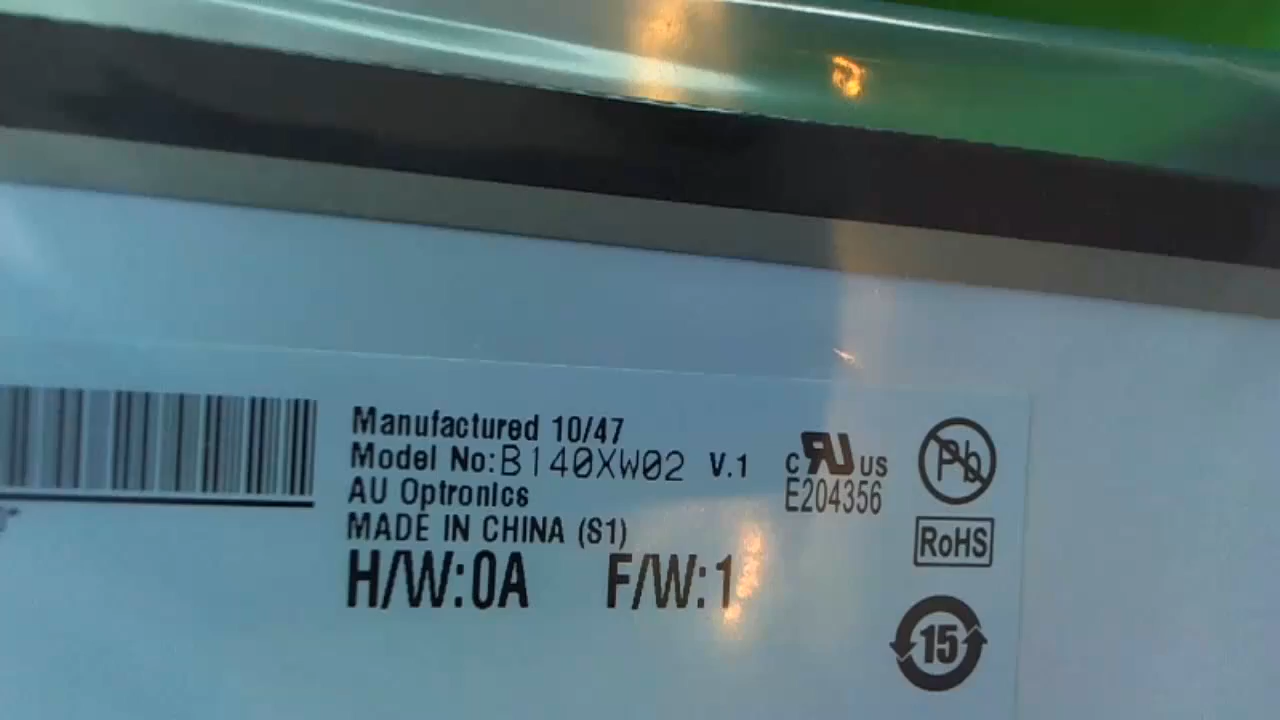 Manufactured 10/47
Model No: B140XW02 V.1
AU Optronics
MADE IN CHINA (S1)
H/W:0A F/W:1
c RU US
E204356
Pb
RoHS
15